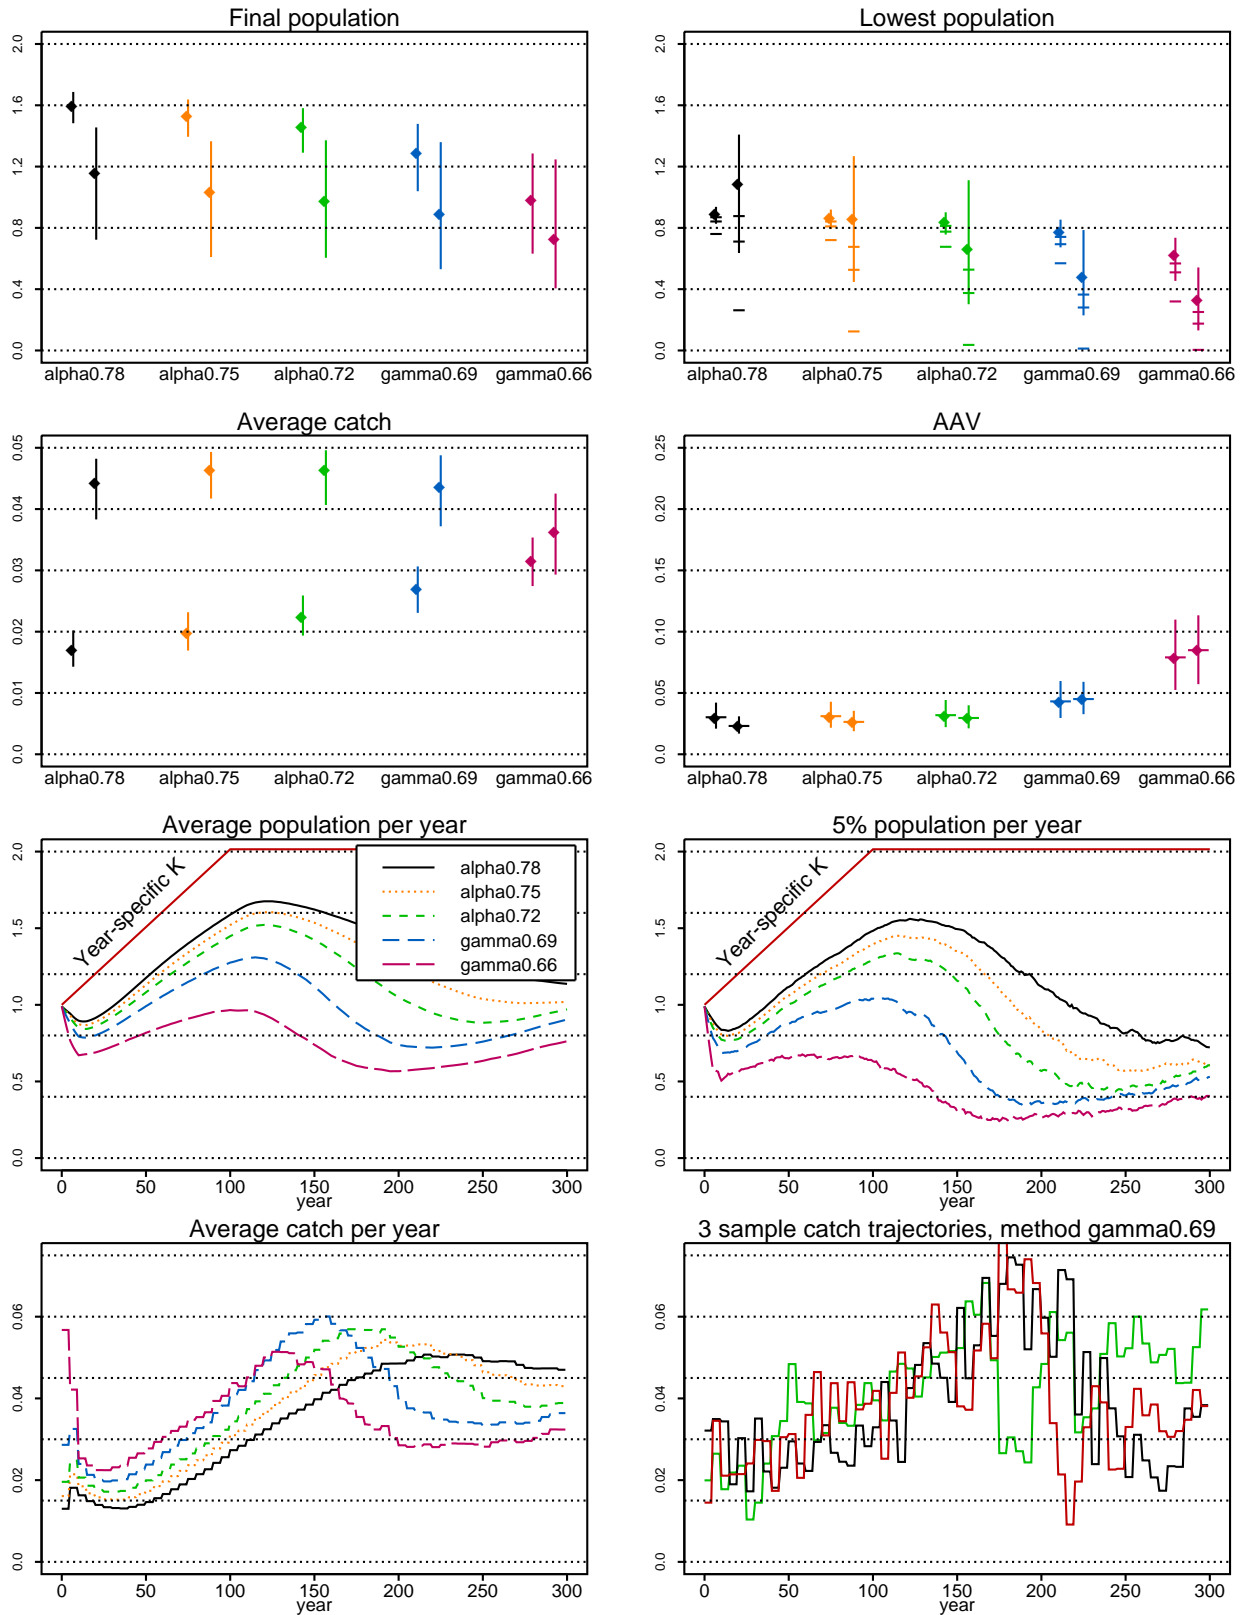 Final population
2.0
1.6
1.2
0.8
0.4
0.0
alpha0.78 alpha0.75 alpha0.72 gamma0.69 gamma0.66
Lowest population
2.0
1.6
1.2
0.8
0.4
0.0
alpha0.78 alpha0.75 alpha0.72 gamma0.69 gamma0.66
Average catch
0.05
0.04
0.03
0.02
0.01
0.0
alpha0.78 alpha0.75 alpha0.72 gamma0.69 gamma0.66
AAV
0.25
0.20
0.15
0.10
0.05
0.0
alpha0.78 alpha0.75 alpha0.72 gamma0.69 gamma0.66
Average population per year
2.0
1.5
1.0
0.5
0.0
Year-specific K
alpha0.78
alpha0.75
alpha0.72
gamma0.69
gamma0.66
0 50 100 150 200 250 300
year
5% population per year
2.0
1.5
1.0
0.5
0.0
Year-specific K
0 50 100 150 200 250 300
year
Average catch per year
0.06
0.04
0.02
0.0
0 50 100 150 200 250 300
year
3 sample catch trajectories, method gamma0.69
0.06
0.04
0.02
0.0
0 50 100 150 200 250 300
year